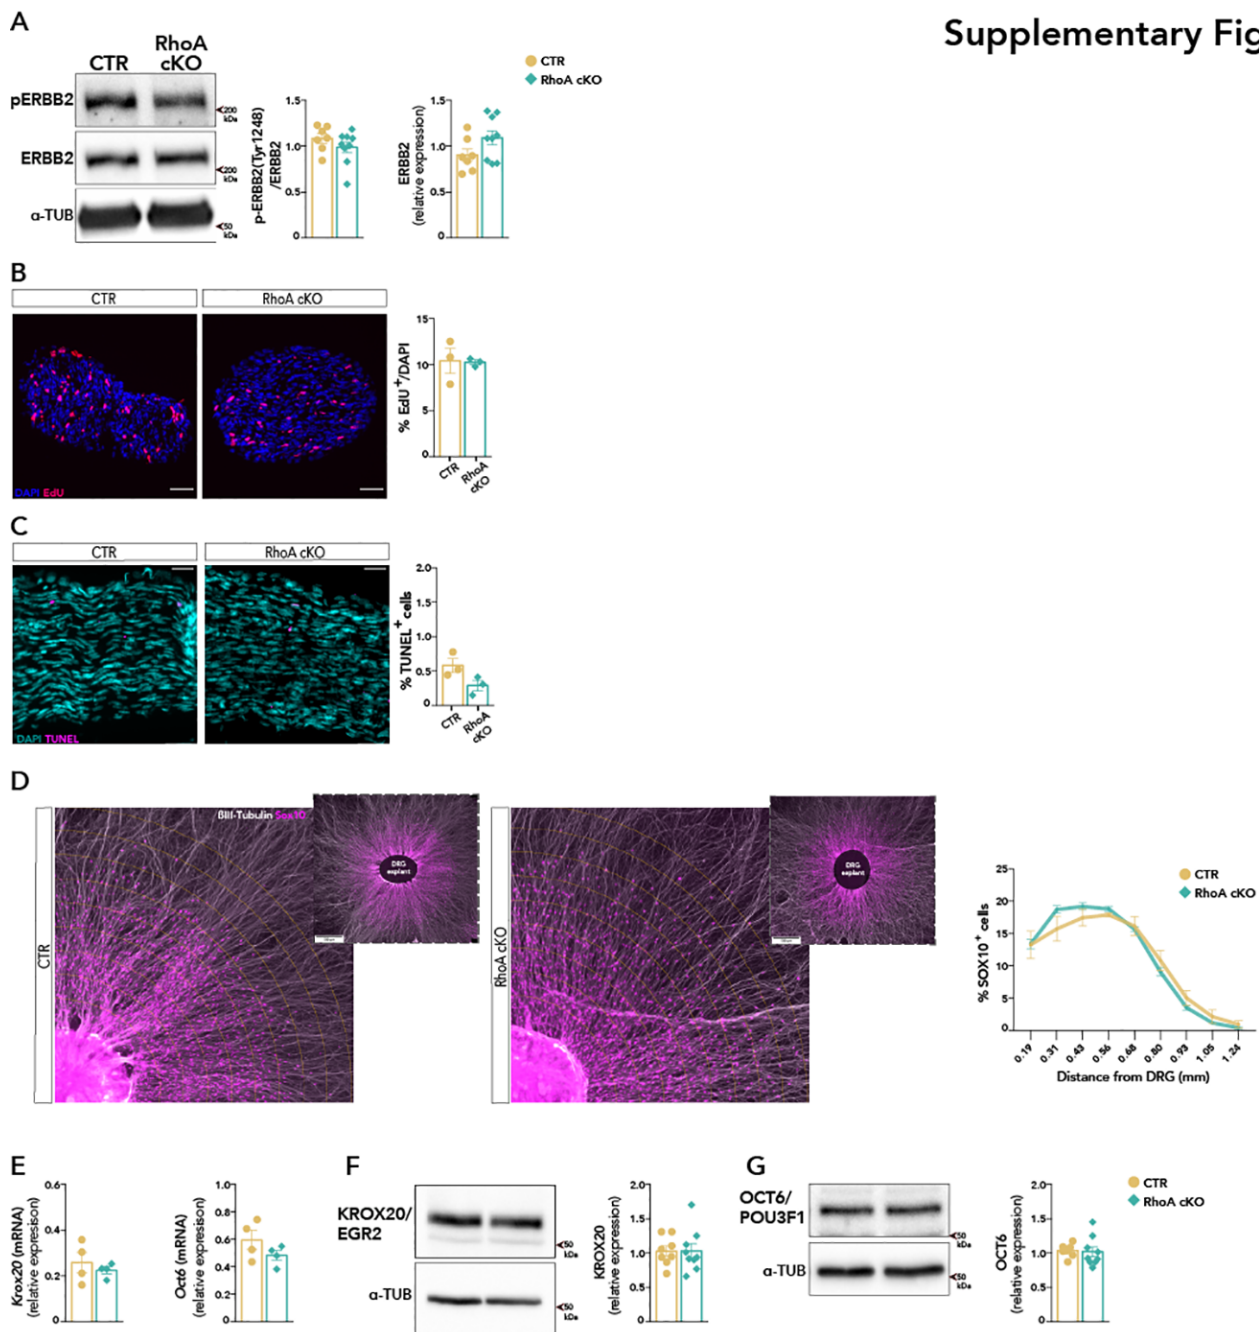 Supplementary Fig
A
CTR
RhoA
cKO
pERBB2
200
kDa
ERBB2
200
kDa
α-TUB
50
kDa
p-ERBB2(Tyr1248)
/ERBB2
1.5
1.0
0.5
0
ERBB2
(relative expression)
1.5
1.0
0.5
0
CTR
RhoA cKO
B
CTR
RhoA cKO
DAPI EdU
% EdU+/DAPI
15
10
5
0
CTR
RhoA
cKO
C
CTR
RhoA cKO
DAPI TUNEL
% TUNEL+ cells
2.0
1.5
1.0
0.5
0
CTR
RhoA
cKO
D
CTR
BIII-Tubulin Sox10
DRG
explant
RhoA cKO
DRG
explant
% SOX10+ cells
25
20
15
10
5
0
0.19 0.31 0.43 0.56 0.68 0.80 0.93 1.05 1.24
Distance from DRG (mm)
CTR
RhoA cKO
E
Krox20 (mRNA)
(relative expression)
0.6
0.4
0.2
0
Oct6 (mRNA)
(relative expresison)
1.0
0.8
0.6
0.4
0.2
0
F
KROX20/
EGR2
50
kDa
α-TUB
50
kDa
KROX20
(relative expression)
2.0
1.5
1.0
0.5
0
G
OCT6/
POU3F1
50
kDa
α-TUB
50
kDa
OCT6
2.0
1.5
1.0
0.5
0
CTR
RhoA cKO